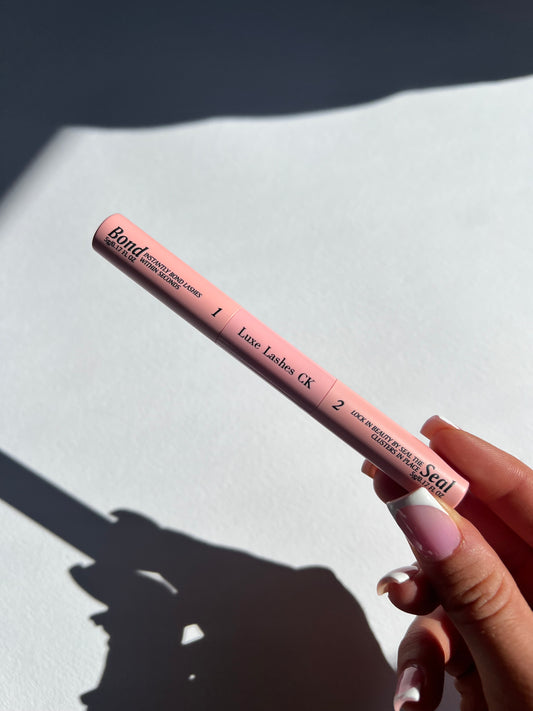 Bond
5g/0.17 FL OZ
INSTANTLY BOND LASHES
WITHIN SECONDS
1
Luxe Lashes CK
2
LOCK IN BEAUTY BY SEAL THE
CLUSTERS IN PLACE
Seal
5g/0.17 FL OZ